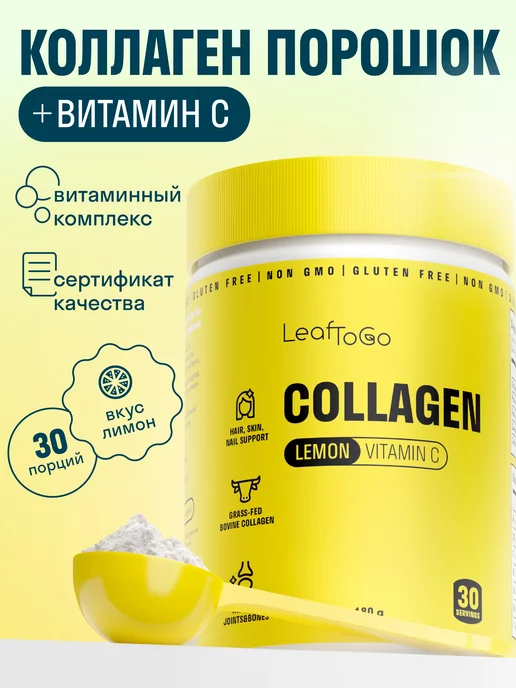 КОЛЛАГЕН ПОРОШОК
+ ВИТАМИН С
витаминный
комплекс
сертификат
качества
вкус
лимон
30
порций
GLUTEN FREE | NON GMO | GLUTEN FREE | NON GMO |
LeafToGo
COLLAGEN
LEMON VITAMIN C
HAIR, SKIN,
NAIL SUPPORT
GRASS-FED
BOVINE COLLAGEN
JOINTS&BONES
180 g
30
SERVINGS